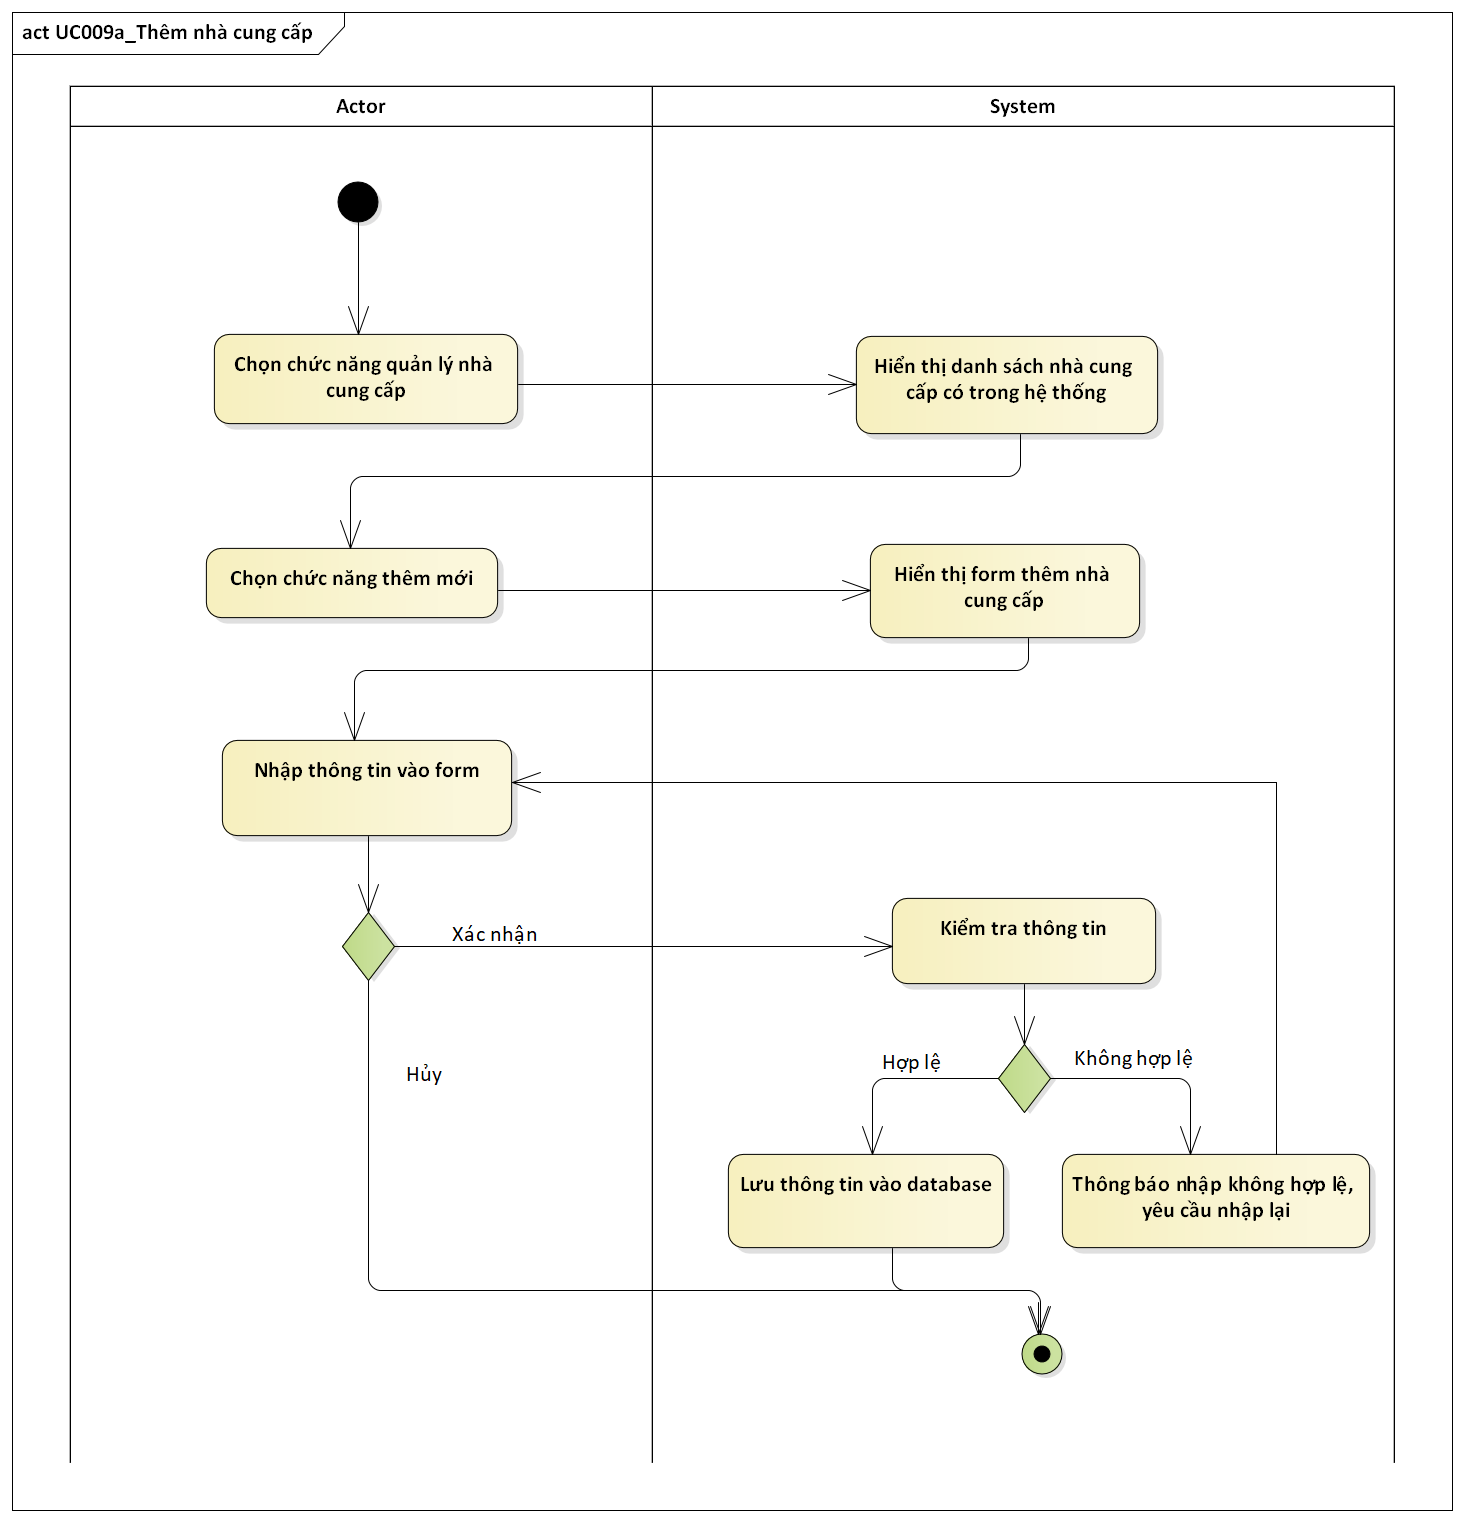 act UC009a_Thêm nhà cung cấp
Actor
System
Chọn chức năng quản lý nhà
cung cấp
Hiển thị danh sách nhà cung
cấp có trong hệ thống
Chọn chức năng thêm mới
Hiển thị form thêm nhà
cung cấp
Nhập thông tin vào form
Xác nhận
Kiểm tra thông tin
Hủy
Hợp lệ
Không hợp lệ
Lưu thông tin vào database
Thông báo nhập không hợp lệ,
yêu cầu nhập lại